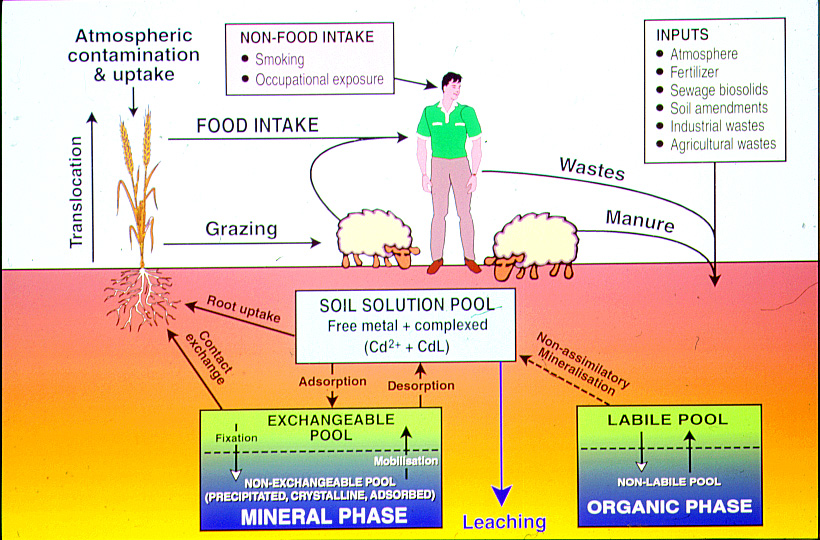 Atmospheric
contamination
& uptake
NON-FOOD INTAKE
• Smoking
• Occupational exposure
INPUTS
• Atmosphere
• Fertilizer
• Sewage biosolids
• Soil amendments
• Industrial wastes
• Agricultural wastes
Translocation
FOOD INTAKE
Grazing
Wastes
Manure
Root uptake
Contact
exchange
SOIL SOLUTION POOL
Free metal + complexed
(Cd²⁺ + CdL)
Non-assimilatory
Mineralisation
Adsorption
Desorption
EXCHANGEABLE
POOL
Fixation
Mobilisation
NON-EXCHANGEABLE POOL
(PRECIPITATED, CRYSTALLINE, ADSORBED)
MINERAL PHASE
Leaching
LABILE POOL
NON-LABILE POOL
ORGANIC PHASE